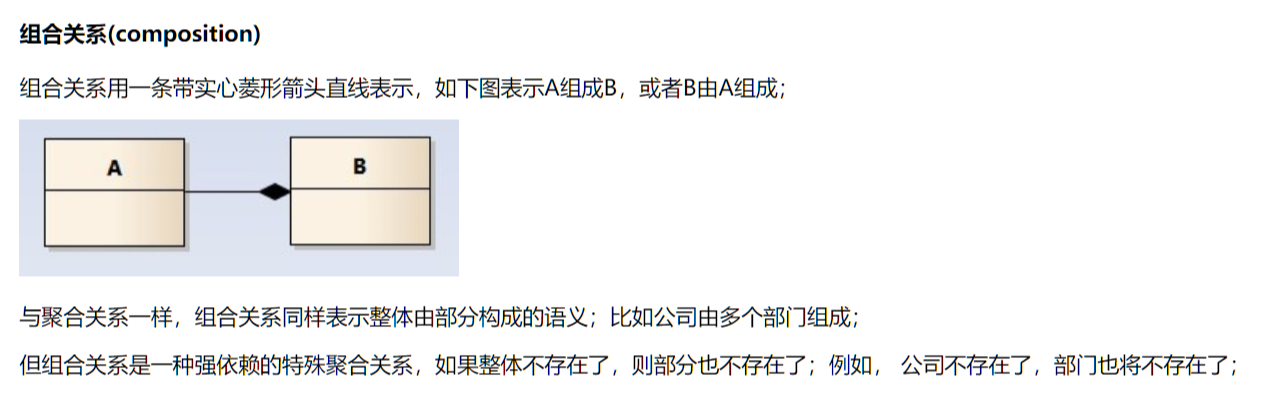 组合关系(composition)
组合关系用一条带实心菱形箭头直线表示，如下图表示A组成B，或者B由A组成；
A
B
与聚合关系一样，组合关系同样表示整体由部分构成的语义；比如公司由多个部门组成；
但组合关系是一种强依赖的特殊聚合关系，如果整体不存在了，则部分也不存在了；例如， 公司不存在了，部门也将不存在了；